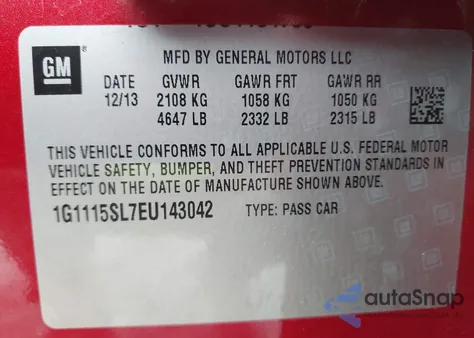 GM
MFD BY GENERAL MOTORS LLC
DATE GVWR GAWR FRT GAWR RR
12/13 2108 KG 1058 KG 1050 KG
4647 LB 2332 LB 2315 LB
THIS VEHICLE CONFORMS TO ALL APPLICABLE U.S. FEDERAL MOTOR
VEHICLE SAFETY, BUMPER, AND THEFT PREVENTION STANDARDS IN
EFFECT ON THE DATE OF MANUFACTURE SHOWN ABOVE.
1G1115SL7EU143042 TYPE: PASS CAR
autoSnap